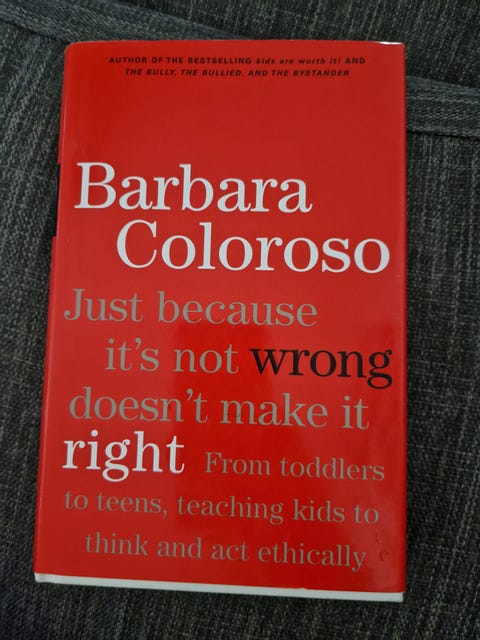 AUTHOR OF THE BESTSELLING kids are worth it! AND
THE BULLY, THE BULLIED, AND THE BYSTANDER
Barbara
Coloroso
Just because
it's not wrong
doesn't make it
right From toddlers
to teens, teaching kids to
think and act ethically